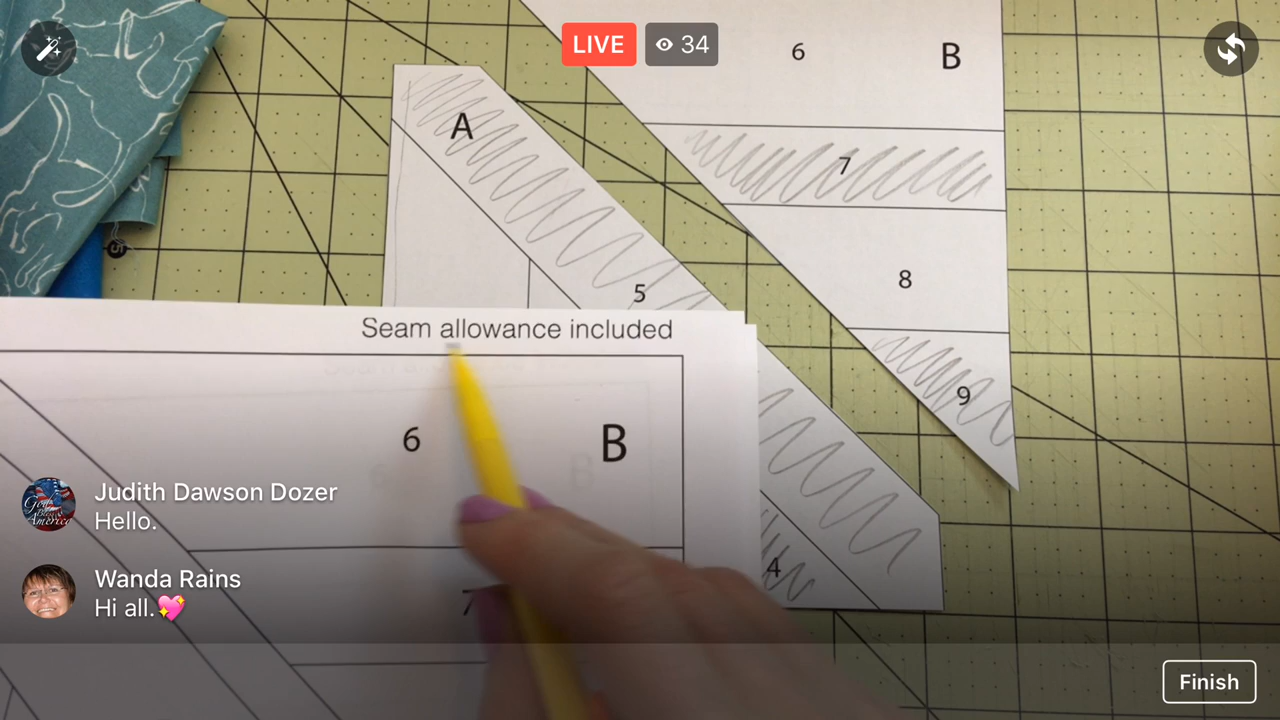 LIVE
34
6
B
A
7
8
5
9
5
Seam allowance included
6
B
4
Judith Dawson Dozer
Hello.
Wanda Rains
Hi all.💖
Finish